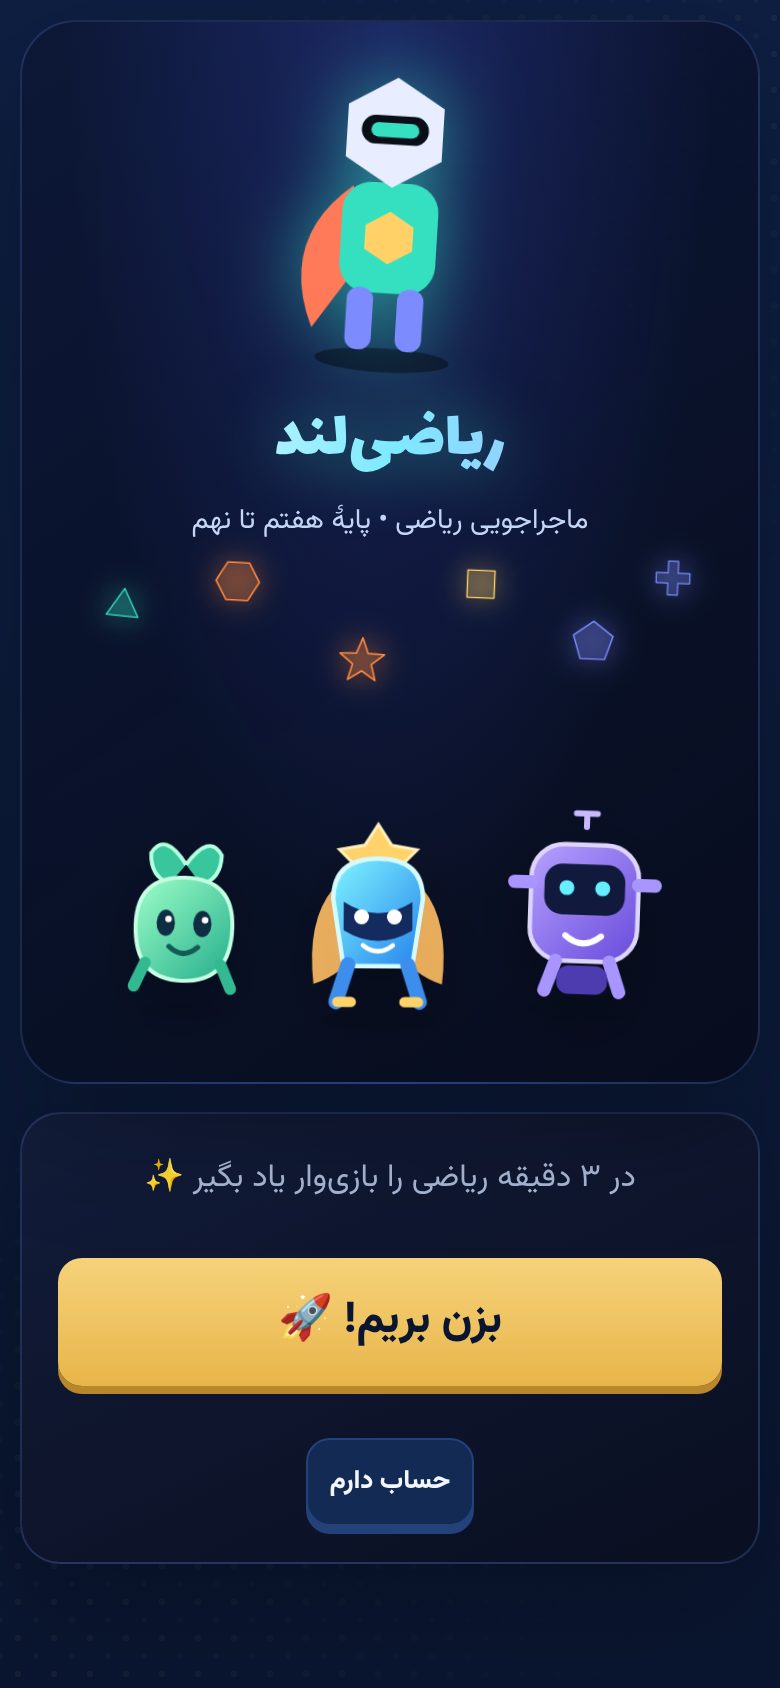 ریاضی‌لند
ماجراجویی ریاضی • پایهٔ هفتم تا نهم
در ۳ دقیقه ریاضی را بازی‌وار یاد بگیر ✨
بزن بریم! 🚀
حساب دارم